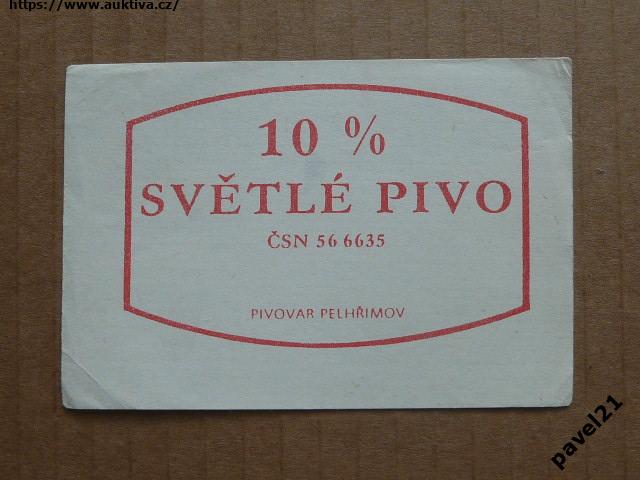 https://www.auktiva.cz/
10 %
SVĚTLÉ PIVO
ČSN 56 6635
PIVOVAR PELHŘIMOV
pavel21